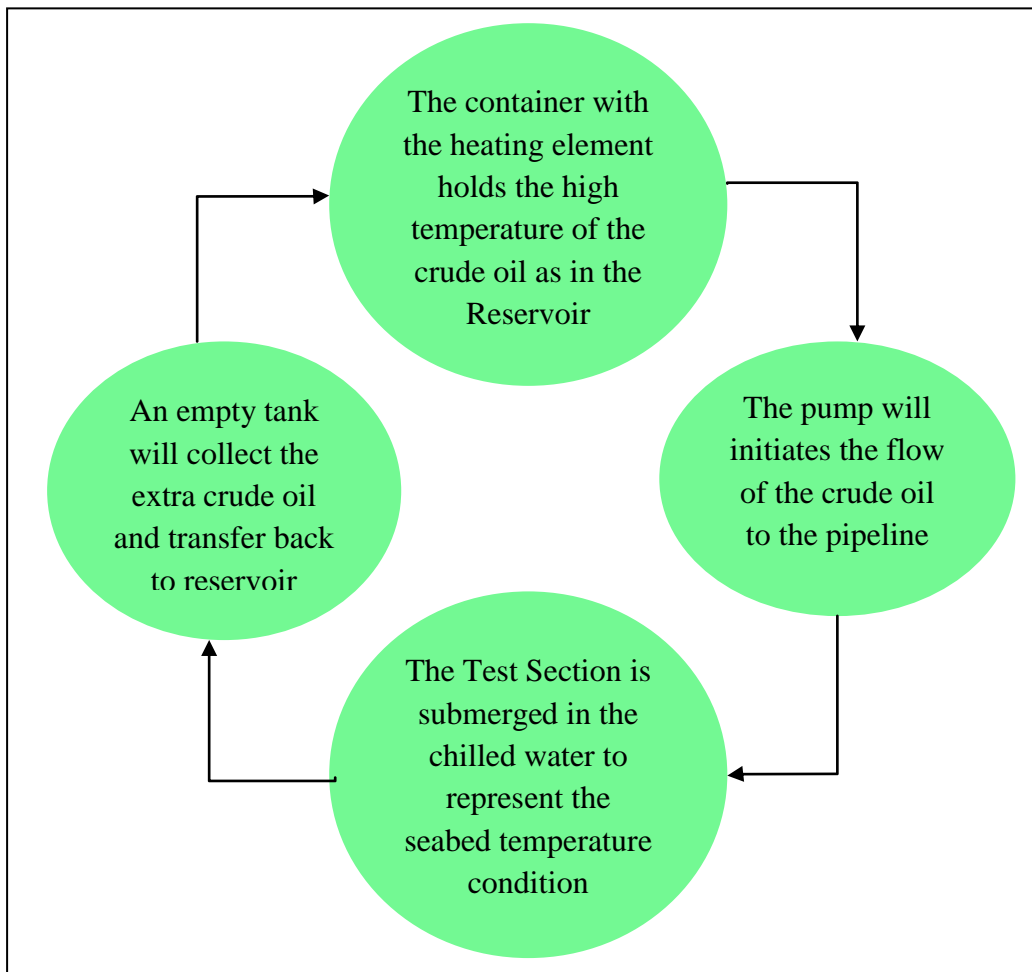 The container with
the heating element
holds the high
temperature of the
crude oil as in the
Reservoir
The pump will
initiates the flow
of the crude oil
to the pipeline
The Test Section is
submerged in the
chilled water to
represent the
seabed temperature
condition
An empty tank
will collect the
extra crude oil
and transfer back
to reservoir